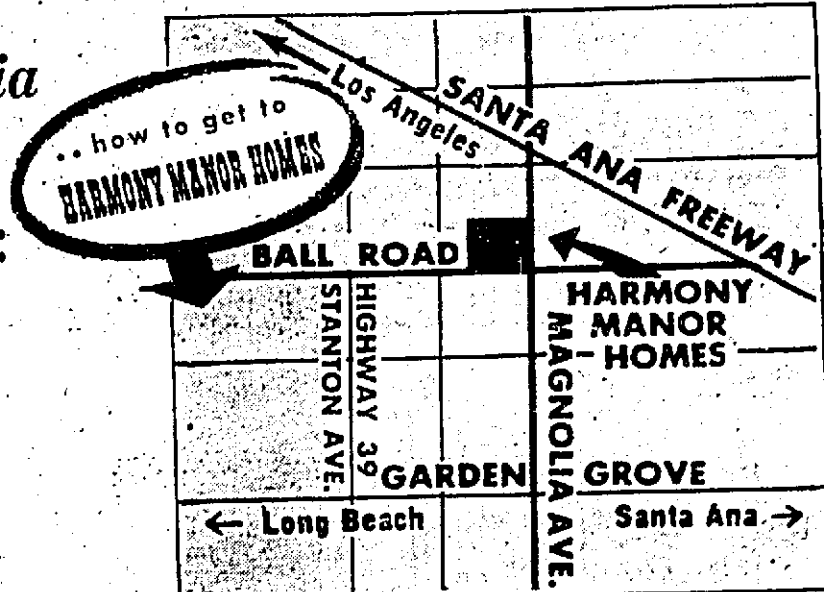 ia
.. how to get to
HARMONY MANOR HOMES
Los Angeles
SANTA ANA FREEWAY
BALL ROAD
HARMONY
MANOR
HOMES
STANTON AVE.
HIGHWAY 39
MAGNOLIA AVE.
GARDEN GROVE
← Long Beach
Santa Ana →